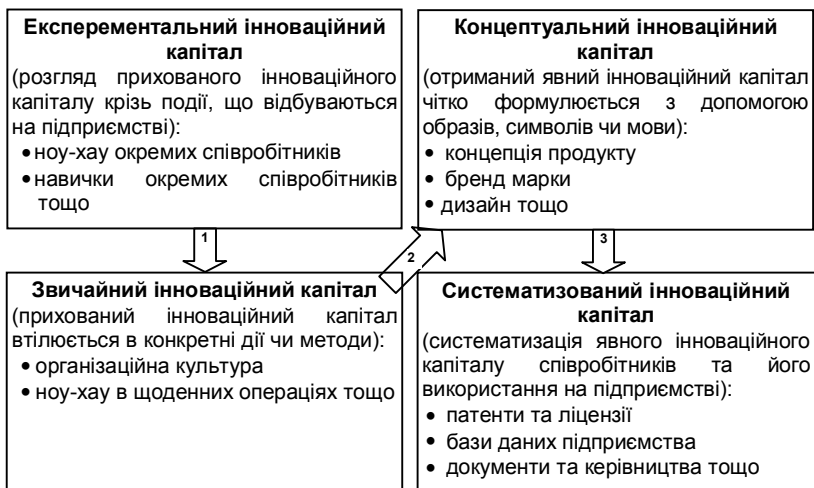 Експерементальний інноваційний
капітал
(розгляд прихованого інноваційного
капіталу крізь події, що відбуваються
на підприємстві):
• ноу-хау окремих співробітників
• навички окремих співробітників
тощо
1
Звичайний інноваційний капітал
(прихований інноваційний капітал
втілюється в конкретні дії чи методи):
• організаційна культура
• ноу-хау в щоденних операціях тощо
2
Концептуальний інноваційний
капітал
(отриманий явний інноваційний капітал
чітко формулюється з допомогою
образів, символів чи мови):
• концепція продукту
• бренд марки
• дизайн тощо
3
Систематизований інноваційний
капітал
(систематизація явного інноваційного
капіталу співробітників та його
використання на підприємстві):
• патенти та ліцензії
• бази даних підприємства
• документи та керівництва тощо